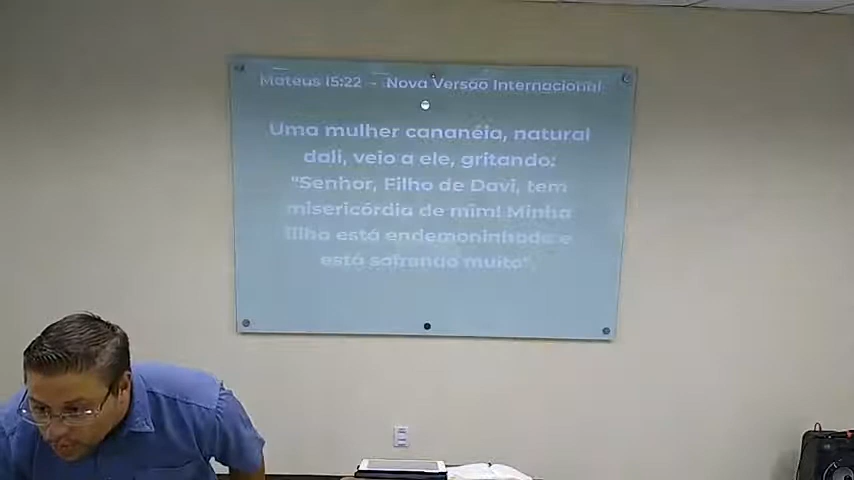 Mateus 15:22 - Nova Versão Internacional
Uma mulher cananéia, natural
dali, veio a ele, gritando:
"Senhor, Filho de Davi, tem
misericórdia de mim! Minha
filha está endemoninhada e
está sofrendo muito".